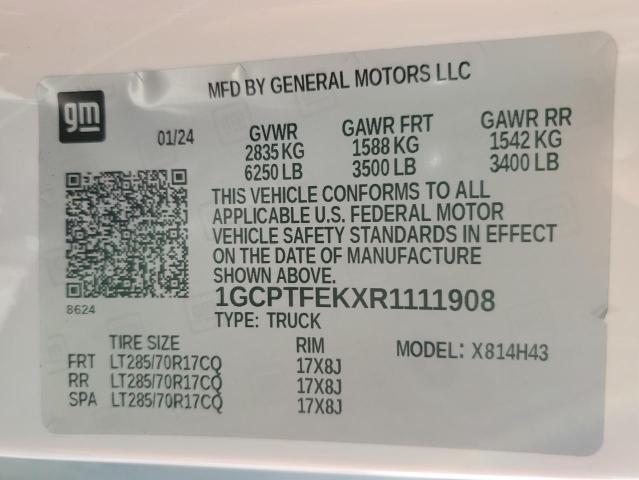 gm
MFD BY GENERAL MOTORS LLC
01/24
GVWR GAWR FRT GAWR RR
2835 KG 1588 KG 1542 KG
6250 LB 3500 LB 3400 LB
THIS VEHICLE CONFORMS TO ALL
APPLICABLE U.S. FEDERAL MOTOR
VEHICLE SAFETY STANDARDS IN EFFECT
ON THE DATE OF MANUFACTURE
SHOWN ABOVE.
8624
1GCPTFEKXR1111908
TYPE: TRUCK
TIRE SIZE RIM MODEL: X814H43
FRT LT285/70R17CQ 17X8J
RR LT285/70R17CQ 17X8J
SPA LT285/70R17CQ 17X8J